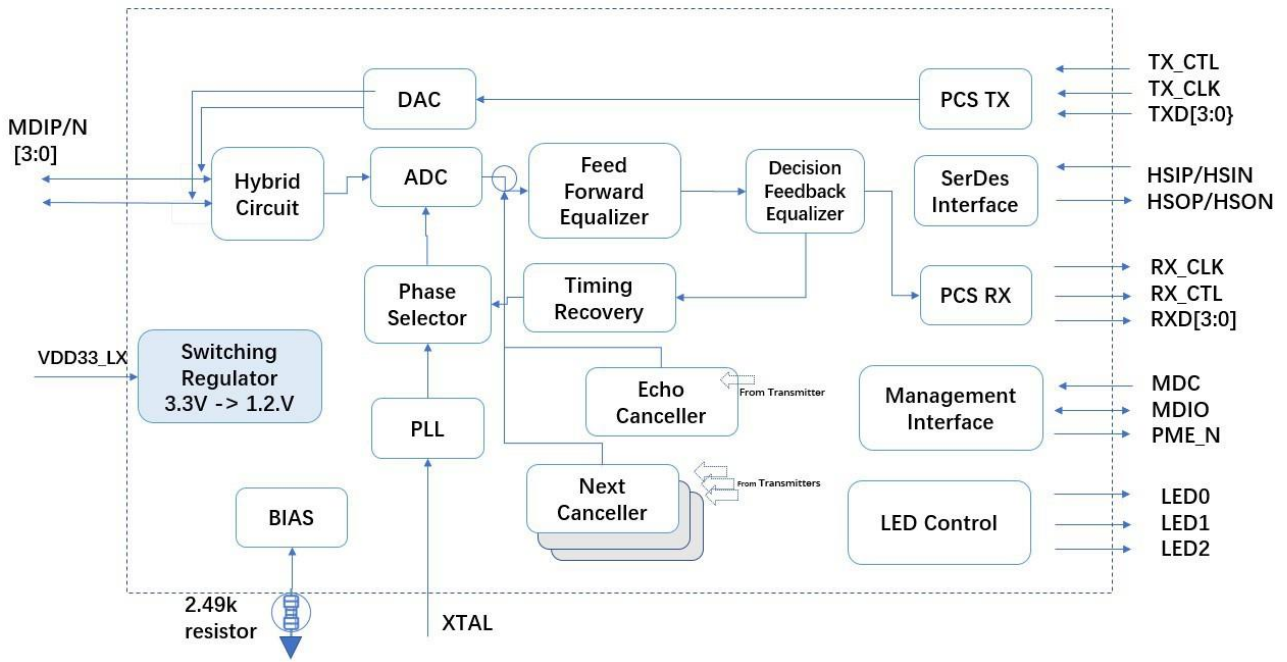 TX_CTL
TX_CLK
TXD[3:0}
DAC
PCS TX
MDIP/N
[3:0]
Hybrid
Circuit
ADC
Feed
Forward
Equalizer
Decision
Feedback
Equalizer
SerDes
Interface
HSIP/HSIN
HSOP/HSON
Phase
Selector
Timing
Recovery
PCS RX
RX_CLK
RX_CTL
RXD[3:0]
VDD33_LX
Switching
Regulator
3.3V -> 1.2.V
Echo
Canceller
From Transmitter
Management
Interface
MDC
MDIO
PME_N
PLL
Next
Canceller
From Transmitters
LED Control
LED0
LED1
LED2
BIAS
2.49k
resistor
XTAL